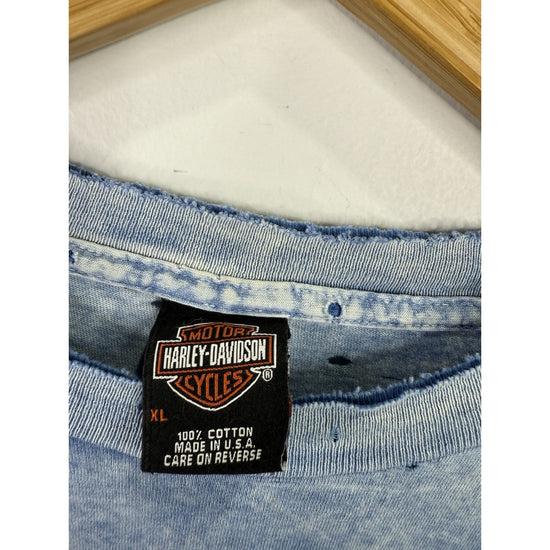 MOTOR
HARLEY-DAVIDSON
CYCLES
®
XL
100% COTTON
MADE IN U.S.A.
CARE ON REVERSE